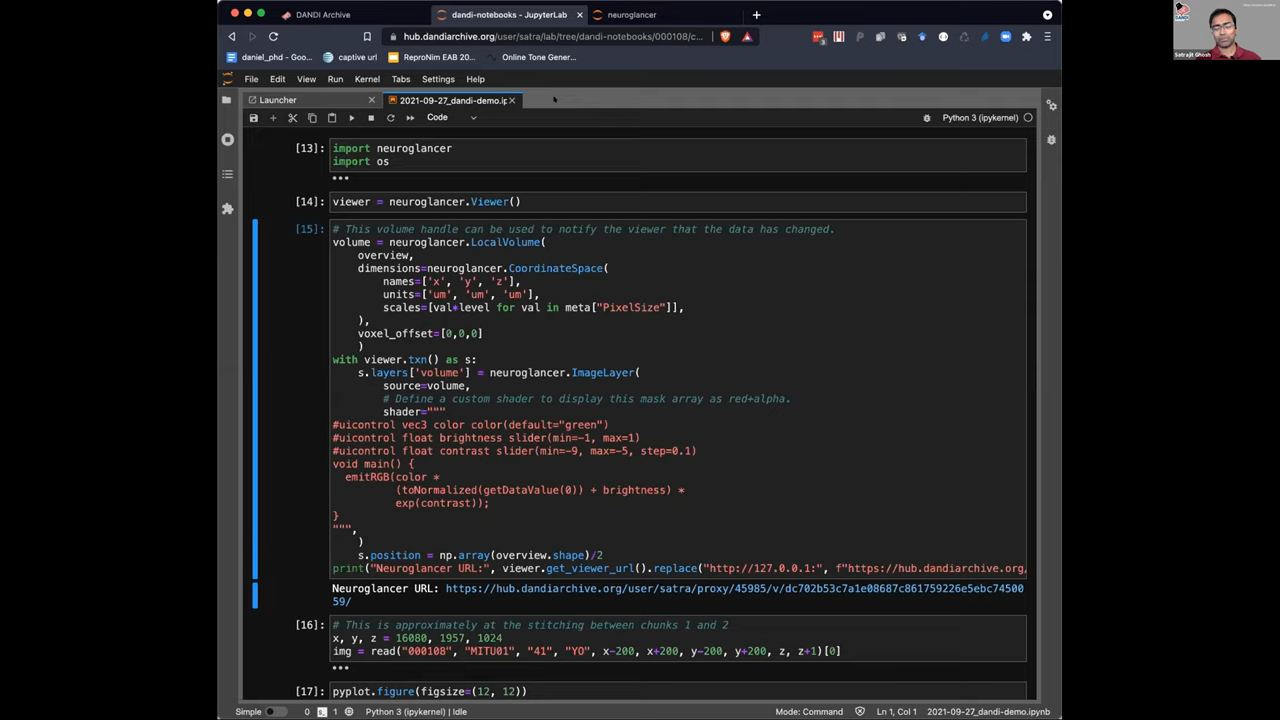 DANDI Archive
dandi-notebooks - JupyterLab
neuroglancer
hub.dandiarchive.org/user/satra/lab/tree/dandi-notebooks/000108/c...
daniel_phd - Goo...
captive url
ReproNim EAB 20...
Online Tone Gener...
File Edit View Run Kernel Tabs Settings Help
Launcher
2021-09-27_dandi-demo.ip
Code
Python 3 (ipykernel)
[13]: import neuroglancer
import os
[14]: viewer = neuroglancer.Viewer()
[15]: # This volume handle can be used to notify the viewer that the data has changed.
volume = neuroglancer.LocalVolume(
overview,
dimensions=neuroglancer.CoordinateSpace(
names=['x', 'y', 'z'],
units=['um', 'um', 'um'],
scales=[val*level for val in meta["PixelSize"]],
),
voxel_offset=[0,0,0]
)
with viewer.txn() as s:
s.layers['volume'] = neuroglancer.ImageLayer(
source=volume,
# Define a custom shader to display this mask array as red+alpha.
shader="""
#uicontrol vec3 color color(default="green")
#uicontrol float brightness slider(min=-1, max=1)
#uicontrol float contrast slider(min=-9, max=-5, step=0.1)
void main() {
emitRGB(color *
(toNormalized(getDataValue(0)) + brightness) *
exp(contrast));
}
""",
)
s.position = np.array(overview.shape)/2
print("Neuroglancer URL:", viewer.get_viewer_url().replace("http://127.0.0.1:", f"https://hub.dandiarchive.org/
Neuroglancer URL: https://hub.dandiarchive.org/user/satra/proxy/45985/v/dc702b53c7a1e08687c861759226e5ebc7450059/
[16]: # This is approximately at the stitching between chunks 1 and 2
x, y, z = 16080, 1957, 1024
img = read("000108", "MITU01", "41", "YO", x-200, x+200, y-200, y+200, z, z+1)[0]
[17]: pyplot.figure(figsize=(12, 12))
Simple 0 1 Python 3 (ipykernel) | Idle
Mode: Command Ln 1, Col 1 2021-09-27_dandi-demo.ipynb
DANDI
Satrajit Ghosh